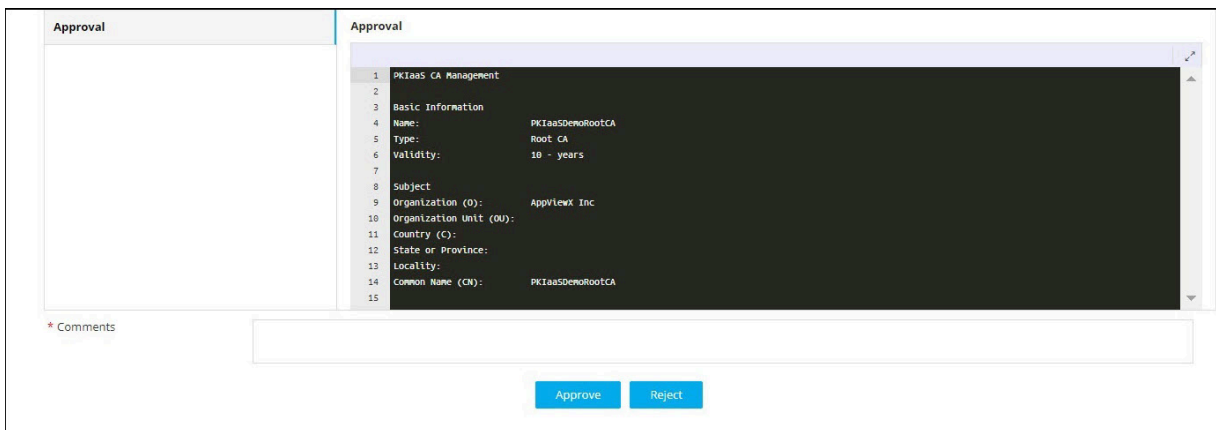 Approval
Approval
1 PKIaaS CA Management
2
3 Basic Information
4 Name: PKIaaSDemoRootCA
5 Type: Root CA
6 Validity: 10 - years
7
8 Subject
9 Organization (O): AppViewX Inc
10 Organization Unit (OU):
11 Country (C):
12 State or Province:
13 Locality:
14 Common Name (CN): PKIaaSDemoRootCA
15
* Comments
Approve Reject